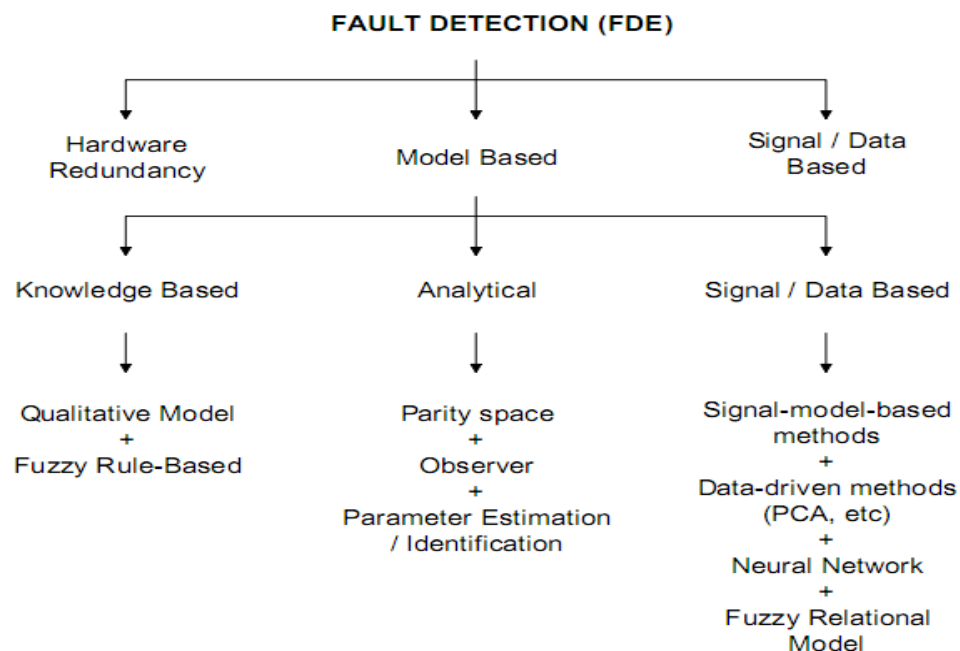 FAULT DETECTION (FDE)
Hardware
Redundancy
Model Based
Signal / Data
Based
Knowledge Based
Analytical
Signal / Data Based
Qualitative Model
+
Fuzzy Rule-Based
Parity space
+
Observer
+
Parameter Estimation
/ Identification
Signal-model-based
methods
+
Data-driven methods
(PCA, etc)
+
Neural Network
+
Fuzzy Relational
Model